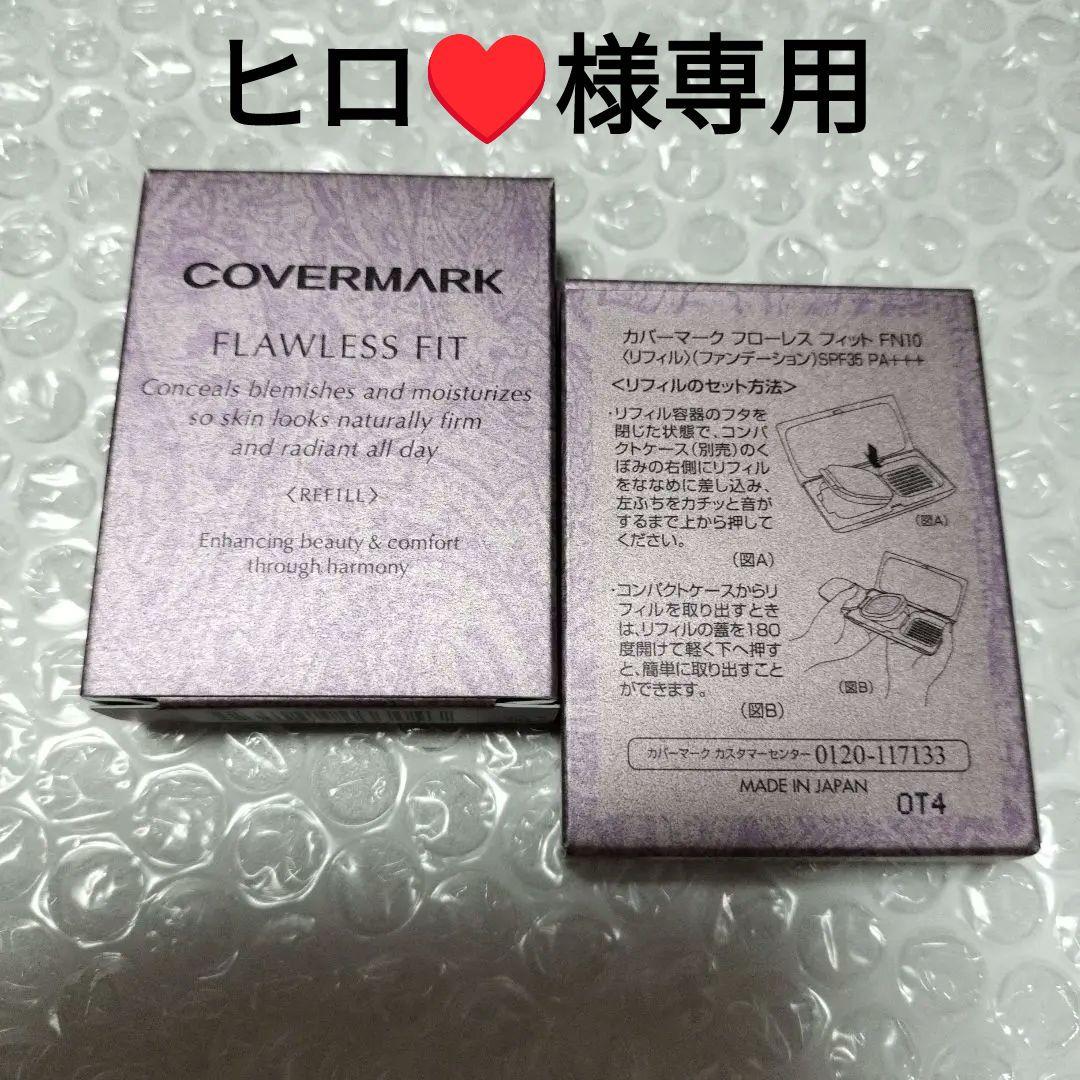 ヒロ♥様専用
COVERMARK
FLAWLESS FIT
Conceals blemishes and moisturizes
so skin looks naturally firm
and radiant all day
〈REFILL〉
Enhancing beauty & comfort
through harmony
カバーマーク フローレス フィット FN10
〈リフィル〉(ファンデーション)SPF35 PA+++
<リフィルのセット方法>
・リフィル容器のフタを
閉じた状態で、コンパ
クトケース(別売)のく
ぼみの右側にリフィル
をななめに差し込み、
左ふちをカチッと音が
するまで上から押して
ください。
(図A)
(図A)
・コンパクトケースからリ
フィルを取り出すとき
は、リフィルの蓋を180
度開けて軽く下へ押す
と、簡単に取り出すこと
ができます。
(図B)
(図B)
カバーマーク カスタマーセンター 0120-117133
MADE IN JAPAN
OT4